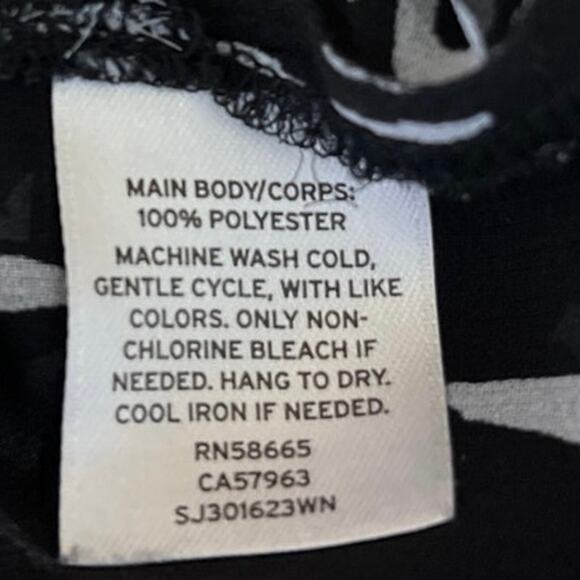 MAIN BODY/CORPS:
100% POLYESTER
MACHINE WASH COLD,
GENTLE CYCLE, WITH LIKE
COLORS. ONLY NON-
CHLORINE BLEACH IF
NEEDED. HANG TO DRY.
COOL IRON IF NEEDED.
RN58665
CA57963
SJ301623WN